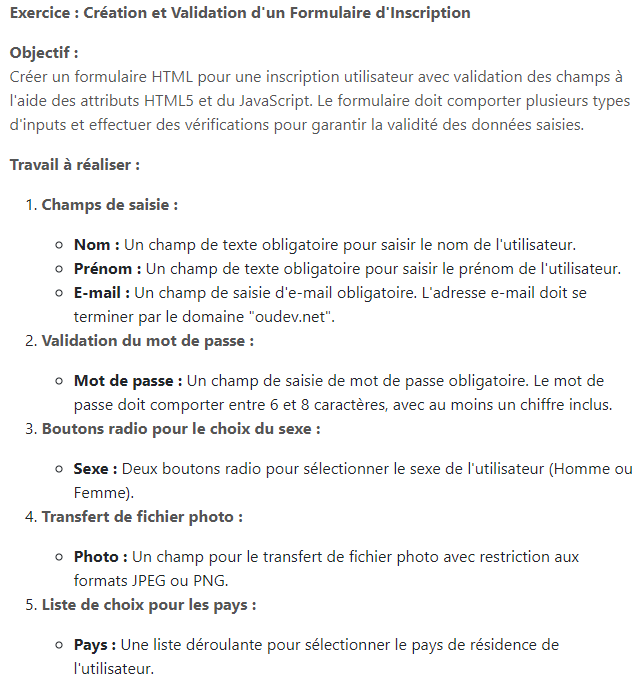 Exercice : Création et Validation d'un Formulaire d'Inscription
Objectif :
Créer un formulaire HTML pour une inscription utilisateur avec validation des champs à
l'aide des attributs HTML5 et du JavaScript. Le formulaire doit comporter plusieurs types
d'inputs et effectuer des vérifications pour garantir la validité des données saisies.
Travail à réaliser :
1. Champs de saisie :
Nom : Un champ de texte obligatoire pour saisir le nom de l'utilisateur.
Prénom : Un champ de texte obligatoire pour saisir le prénom de l'utilisateur.
E-mail : Un champ de saisie d'e-mail obligatoire. L'adresse e-mail doit se
terminer par le domaine "oudev.net".
2. Validation du mot de passe :
Mot de passe : Un champ de saisie de mot de passe obligatoire. Le mot de
passe doit comporter entre 6 et 8 caractères, avec au moins un chiffre inclus.
3. Boutons radio pour le choix du sexe :
Sexe : Deux boutons radio pour sélectionner le sexe de l'utilisateur (Homme ou
Femme).
4. Transfert de fichier photo :
Photo : Un champ pour le transfert de fichier photo avec restriction aux
formats JPEG ou PNG.
5. Liste de choix pour les pays :
Pays : Une liste déroulante pour sélectionner le pays de résidence de
l'utilisateur.